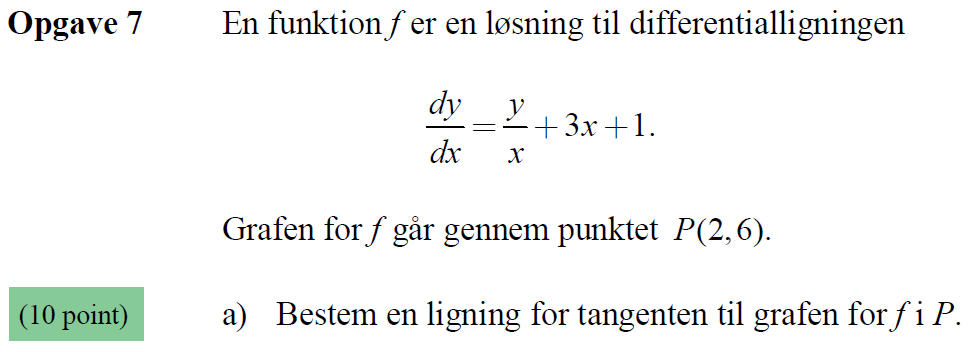 Opgave 7 En funktion f er en løsning til differentialligningen
dy/dx = y/x + 3x + 1.
Grafen for f går gennem punktet P(2, 6).
(10 point) a) Bestem en ligning for tangenten til grafen for f i P.